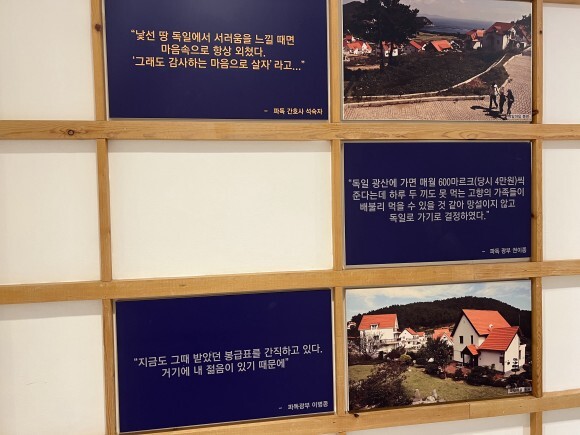 “낯선 땅 독일에서 서러움을 느낄 때면
마음속으로 항상 외쳤다.
‘그래도 감사하는 마음으로 살자’ 라고...”
- 파독 간호사 석숙자
“독일 광산에 가면 매월 600마르크(당시 4만원)씩
준다는데 하루 두 끼도 못 먹는 고향의 가족들이
배불리 먹을 수 있을 것 같아 망설이지 않고
독일로 가기로 결정하였다.”
- 파독 광부
“지금도 그때 받았던 봉급표를 간직하고 있다.
거기에 내 젊음이 있기 때문에”
- 파독광부 이병종